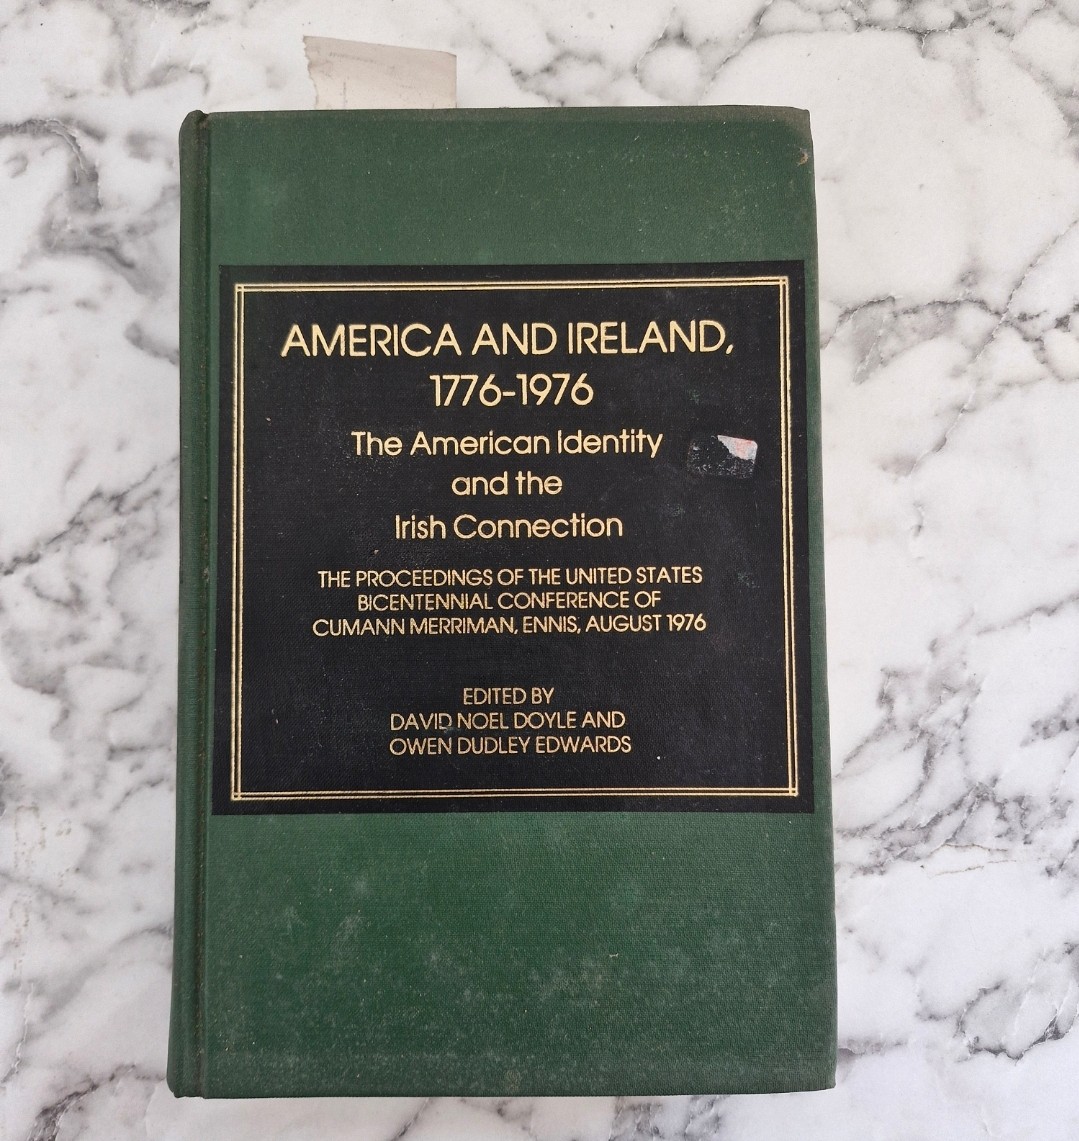 AMERICA AND IRELAND,
1776-1976
The American Identity
and the
Irish Connection
THE PROCEEDINGS OF THE UNITED STATES
BICENTENNIAL CONFERENCE OF
CUMANN MERRIMAN, ENNIS, AUGUST 1976
EDITED BY
DAVID NOEL DOYLE AND
OWEN DUDLEY EDWARDS